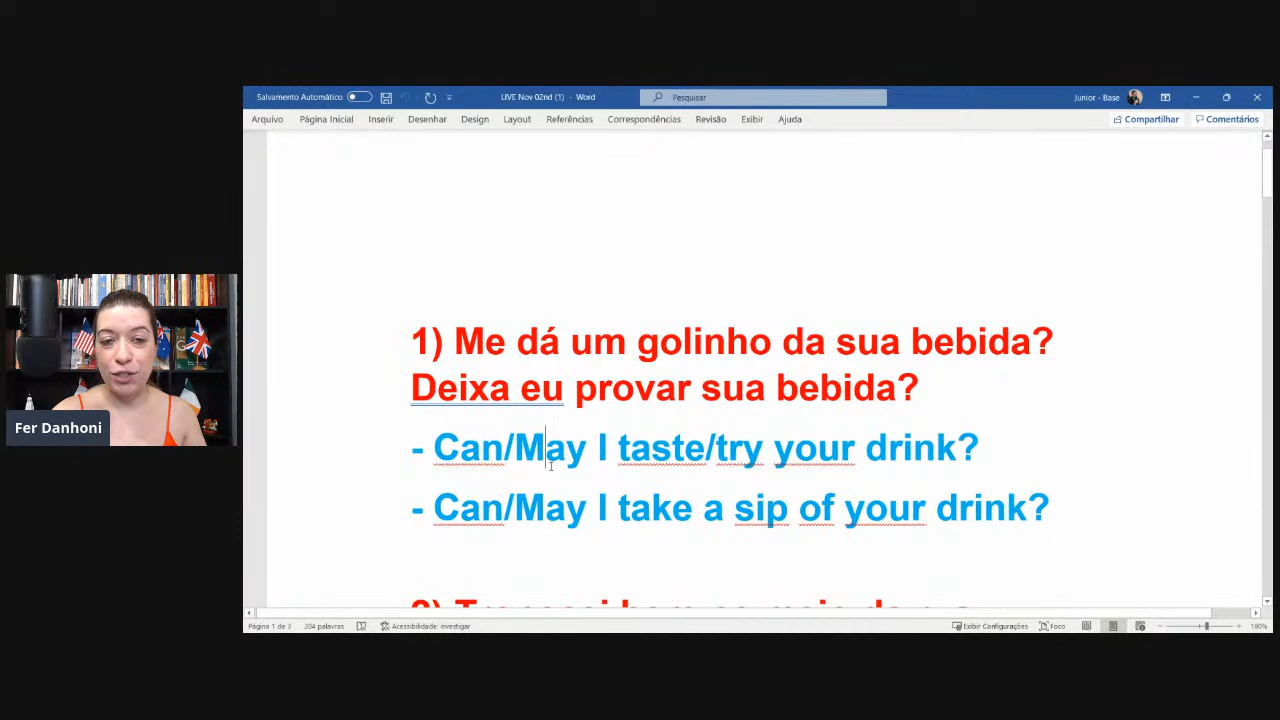 Salvamento Automático
LIVE Nov 02nd (1) - Word
Pesquisar
Junior - Base
Arquivo Página Inicial Inserir Desenhar Design Layout Referências Correspondências Revisão Exibir Ajuda Compartilhar Comentários
1) Me dá um golinho da sua bebida?
Deixa eu provar sua bebida?
- Can/May I taste/try your drink?
- Can/May I take a sip of your drink?
Fer Danhoni
Página 1 de 3 204 palavras Acessibilidade: investigar Exibir Configurações Foco 190%